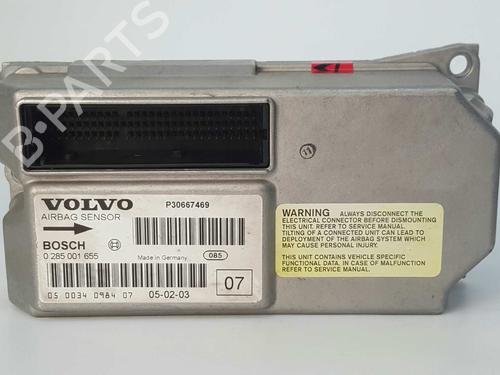 B-PARTS
VOLVO
P30667469
AIRBAG SENSOR
BOSCH
0 285 001 655
Made in Germany
085
07
05 0034 0984 07
05-02-03
WARNING ALWAYS DISCONNECT THE
ELECTRICAL CONNECTOR BEFORE DISMOUNTING
THIS UNIT. REFER TO SERVICE MANUAL.
TILTING OF A CONNECTED UNIT CAN LEAD TO
DEPLOYMENT OF THE AIRBAG SYSTEM WHICH
MAY CAUSE PERSONAL INJURY.
THIS UNIT CONTAINS VEHICLE SPECIFIC
FUNCTIONAL DATA. IN CASE OF MALFUNCTION
REFER TO SERVICE MANUAL.